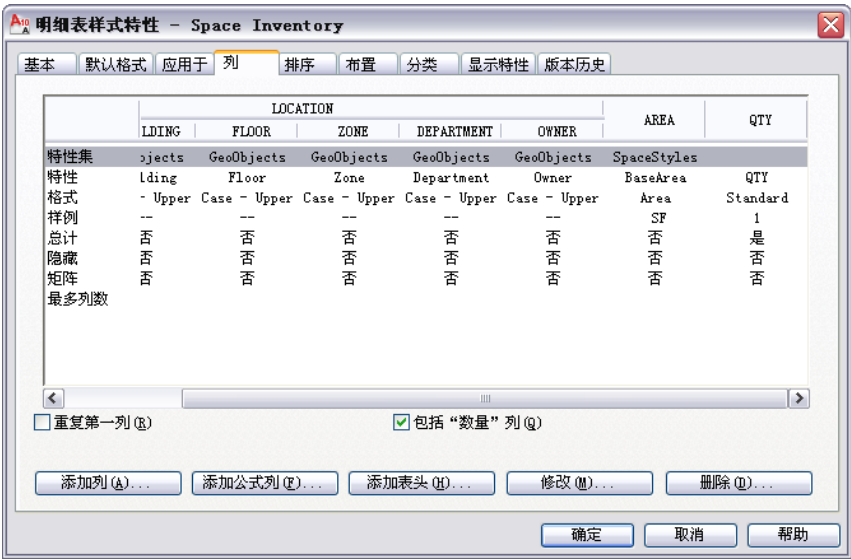 明细表样式特性 - Space Inventory
基本 默认格式 应用于 列 排序 布置 分类 显示特性 版本历史
LOCATION AREA QTY
LDING FLOOR ZONE DEPARTMENT OWNER
特性集 jects GeoObjects GeoObjects GeoObjects GeoObjects SpaceStyles
特性 lding Floor Zone Department Owner BaseArea QTY
格式 - Upper Case - Upper Case - Upper Case - Upper Case - Upper Area Standard
样例 -- -- -- -- -- SF 1
总计 否 否 否 否 否 否 是
隐藏 否 否 否 否 否 否 否
矩阵 否 否 否 否 否 否 否
最多列数
重复第一列(R) 包括“数量”列(Q)
添加列(A)... 添加公式列(F)... 添加表头(H)... 修改(M)... 删除(D)...
确定 取消 帮助